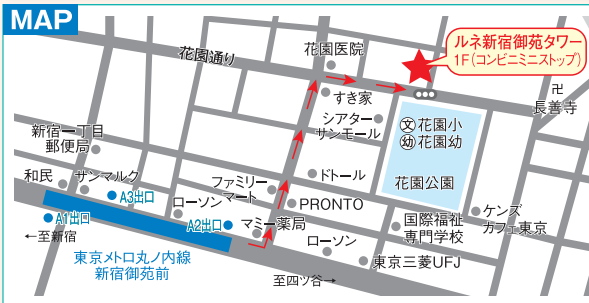 MAP
花園通り
花園医院
ルネ新宿御苑タワー
1F(コンビニミニストップ)
すき家
シアター
サンモール
卍
長善寺
文 花園小
幼 花園幼
花園公園
新宿一丁目
郵便局
和民
サンマルク
A3出口
ローソン
ファミリー
マート
ドトール
PRONTO
A1出口
A2出口
マミー薬局
ローソン
国際福祉
専門学校
ケンズ
カフェ東京
東京三菱UFJ
←至新宿
東京メトロ丸ノ内線
新宿御苑前
至四ツ谷→